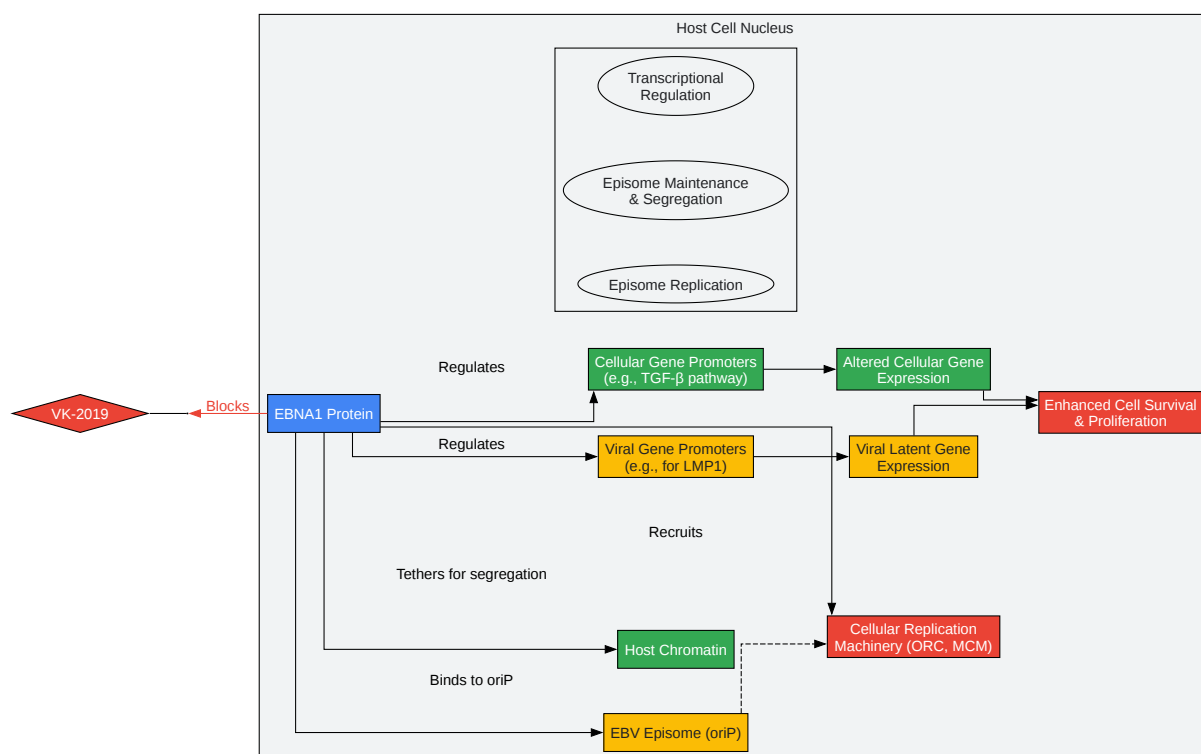 Host Cell Nucleus
Transcriptional
Regulation
Episome Maintenance
& Segregation
Episome Replication
Regulates
Cellular Gene Promoters
(e.g., TGF-β pathway)
Altered Cellular Gene
Expression
VK-2019
Blocks
EBNA1 Protein
Enhanced Cell Survival
& Proliferation
Regulates
Viral Gene Promoters
(e.g., for LMP1)
Viral Latent Gene
Expression
Recruits
Tethers for segregation
Cellular Replication
Machinery (ORC, MCM)
Host Chromatin
Binds to oriP
EBV Episome (oriP)